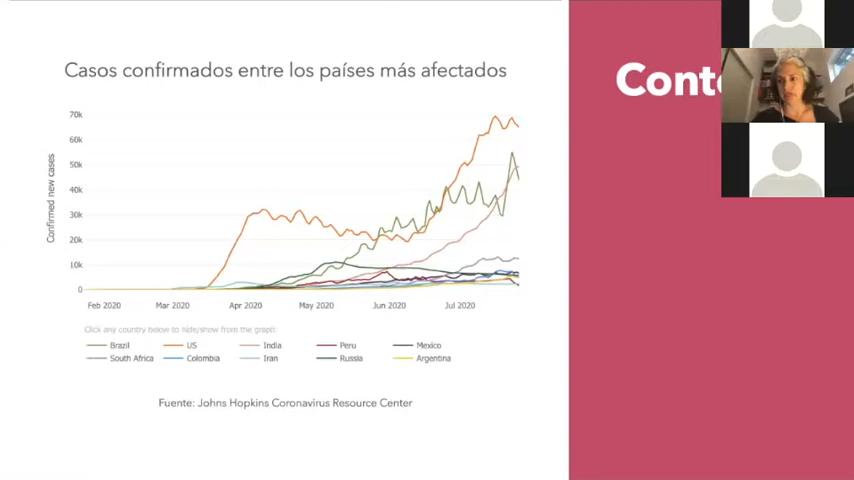 Casos confirmados entre los países más afectados
Conte
70k
60k
50k
40k
30k
20k
10k
0
Confirmed new cases
Feb 2020 Mar 2020 Apr 2020 May 2020 Jun 2020 Jul 2020
Click any country below to hide/show from the graph:
Brazil US India Peru Mexico
South Africa Colombia Iran Russia Argentina
Fuente: Johns Hopkins Coronavirus Resource Center